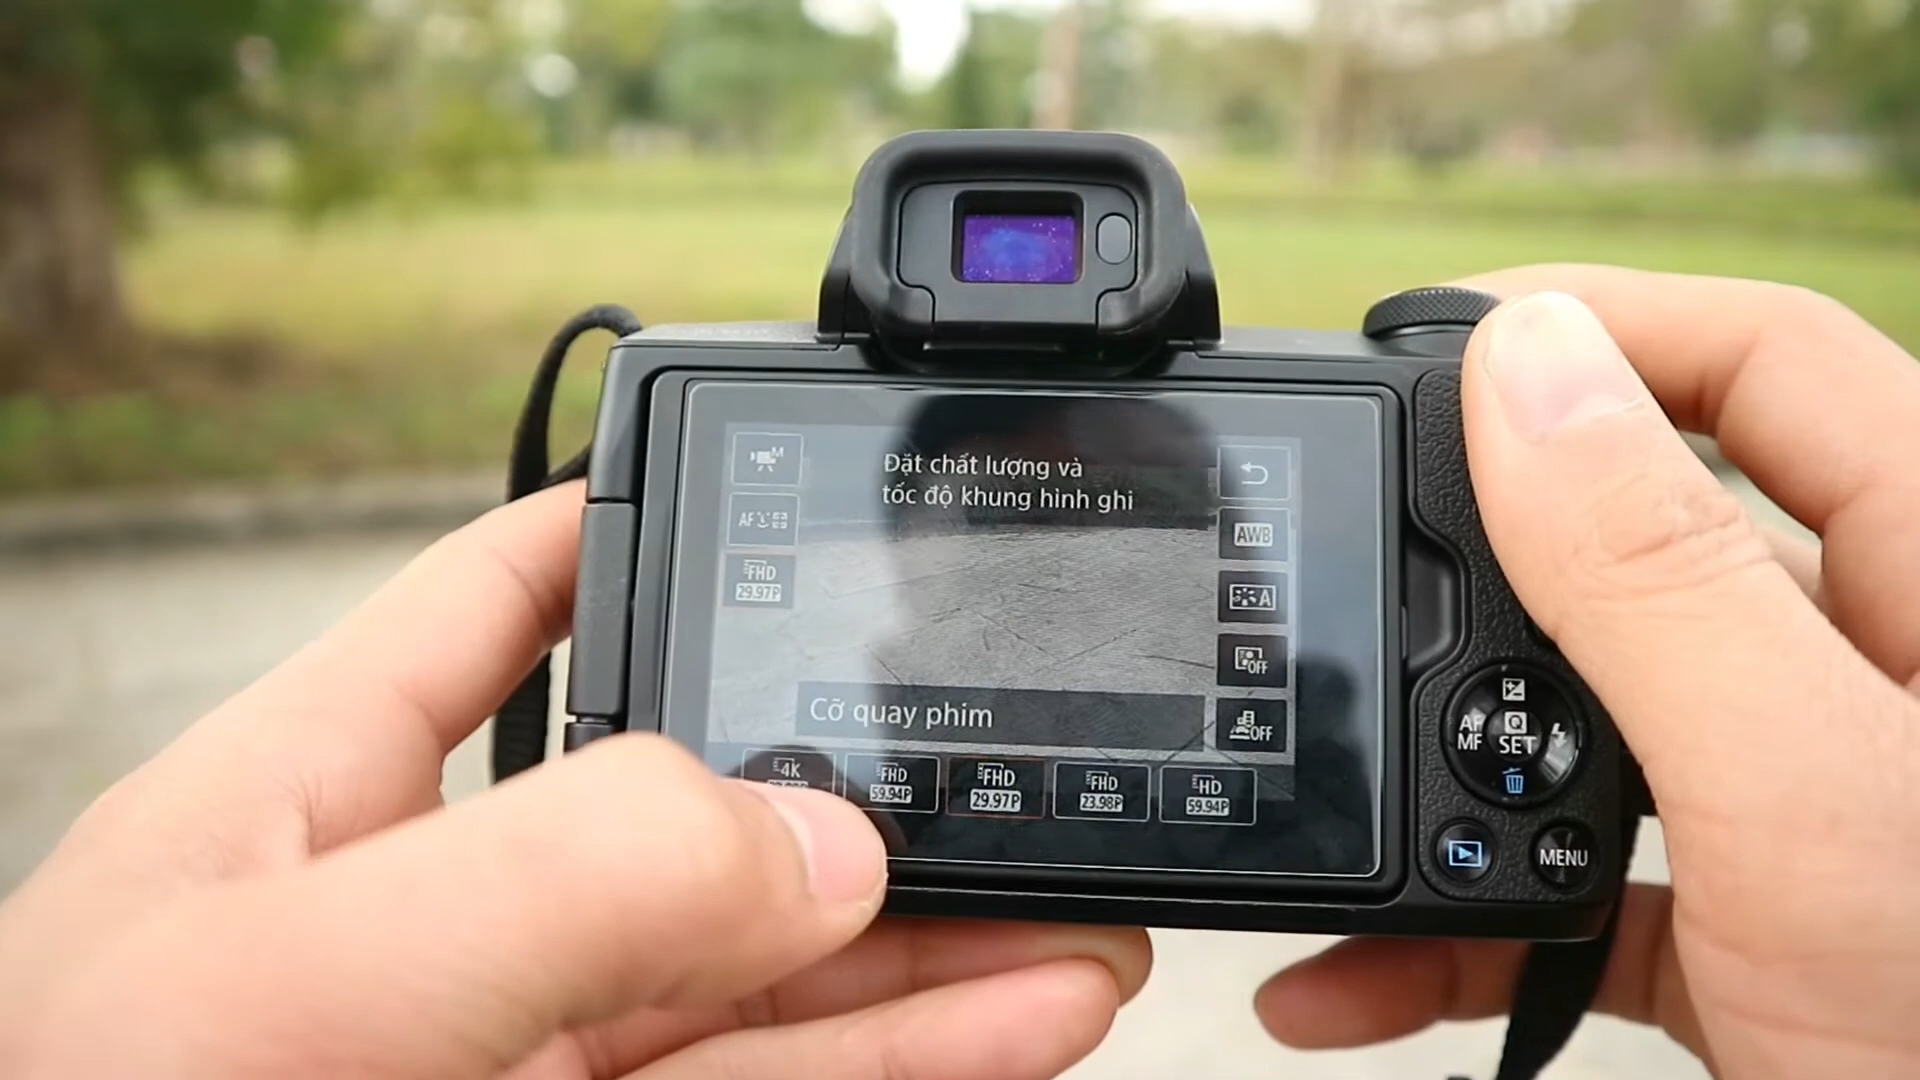 M
Đặt chất lượng và
tốc độ khung hình ghi
AF
AWB
FHD
29.97P
A
OFF
OFF
Cỡ quay phim
4K
FHD
59.94P
FHD
29.97P
FHD
23.98P
HD
59.94P
AF
MF
Q
SET
MENU